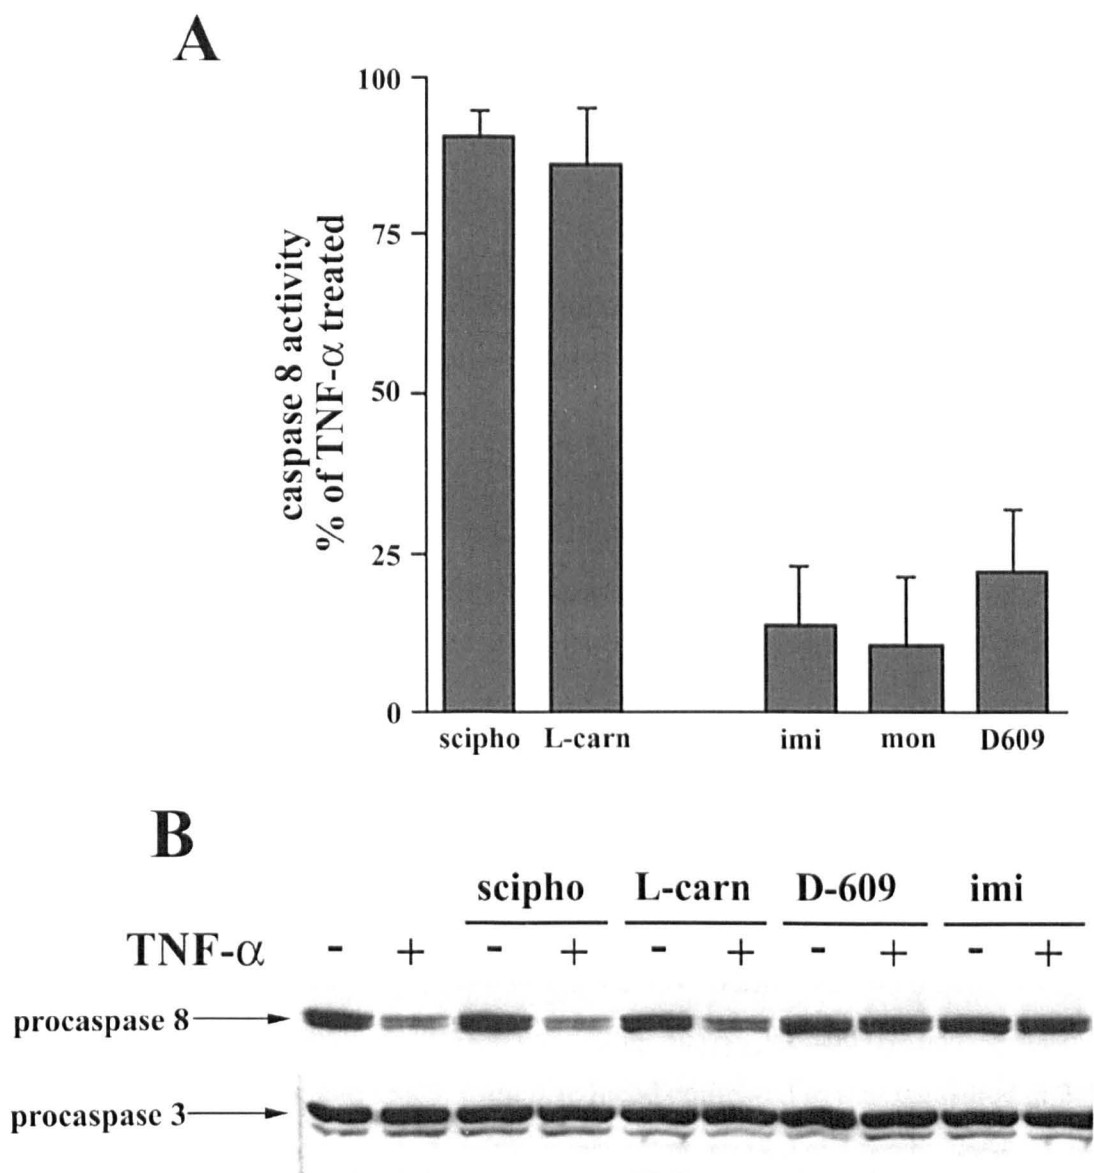 A
100
75
50
25
0
caspase 8 activity
% of TNF-α treated
scipho L-carn imi mon D609
B
scipho L-carn D-609 imi
TNF-α - + - + - + - + - +
procaspase 8
procaspase 3